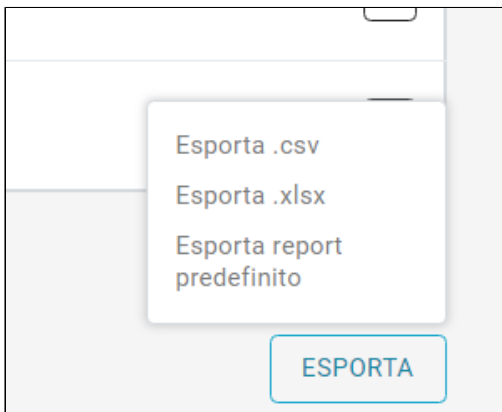 Esporta .csv
Esporta .xlsx
Esporta report
predefinito
ESPORTA